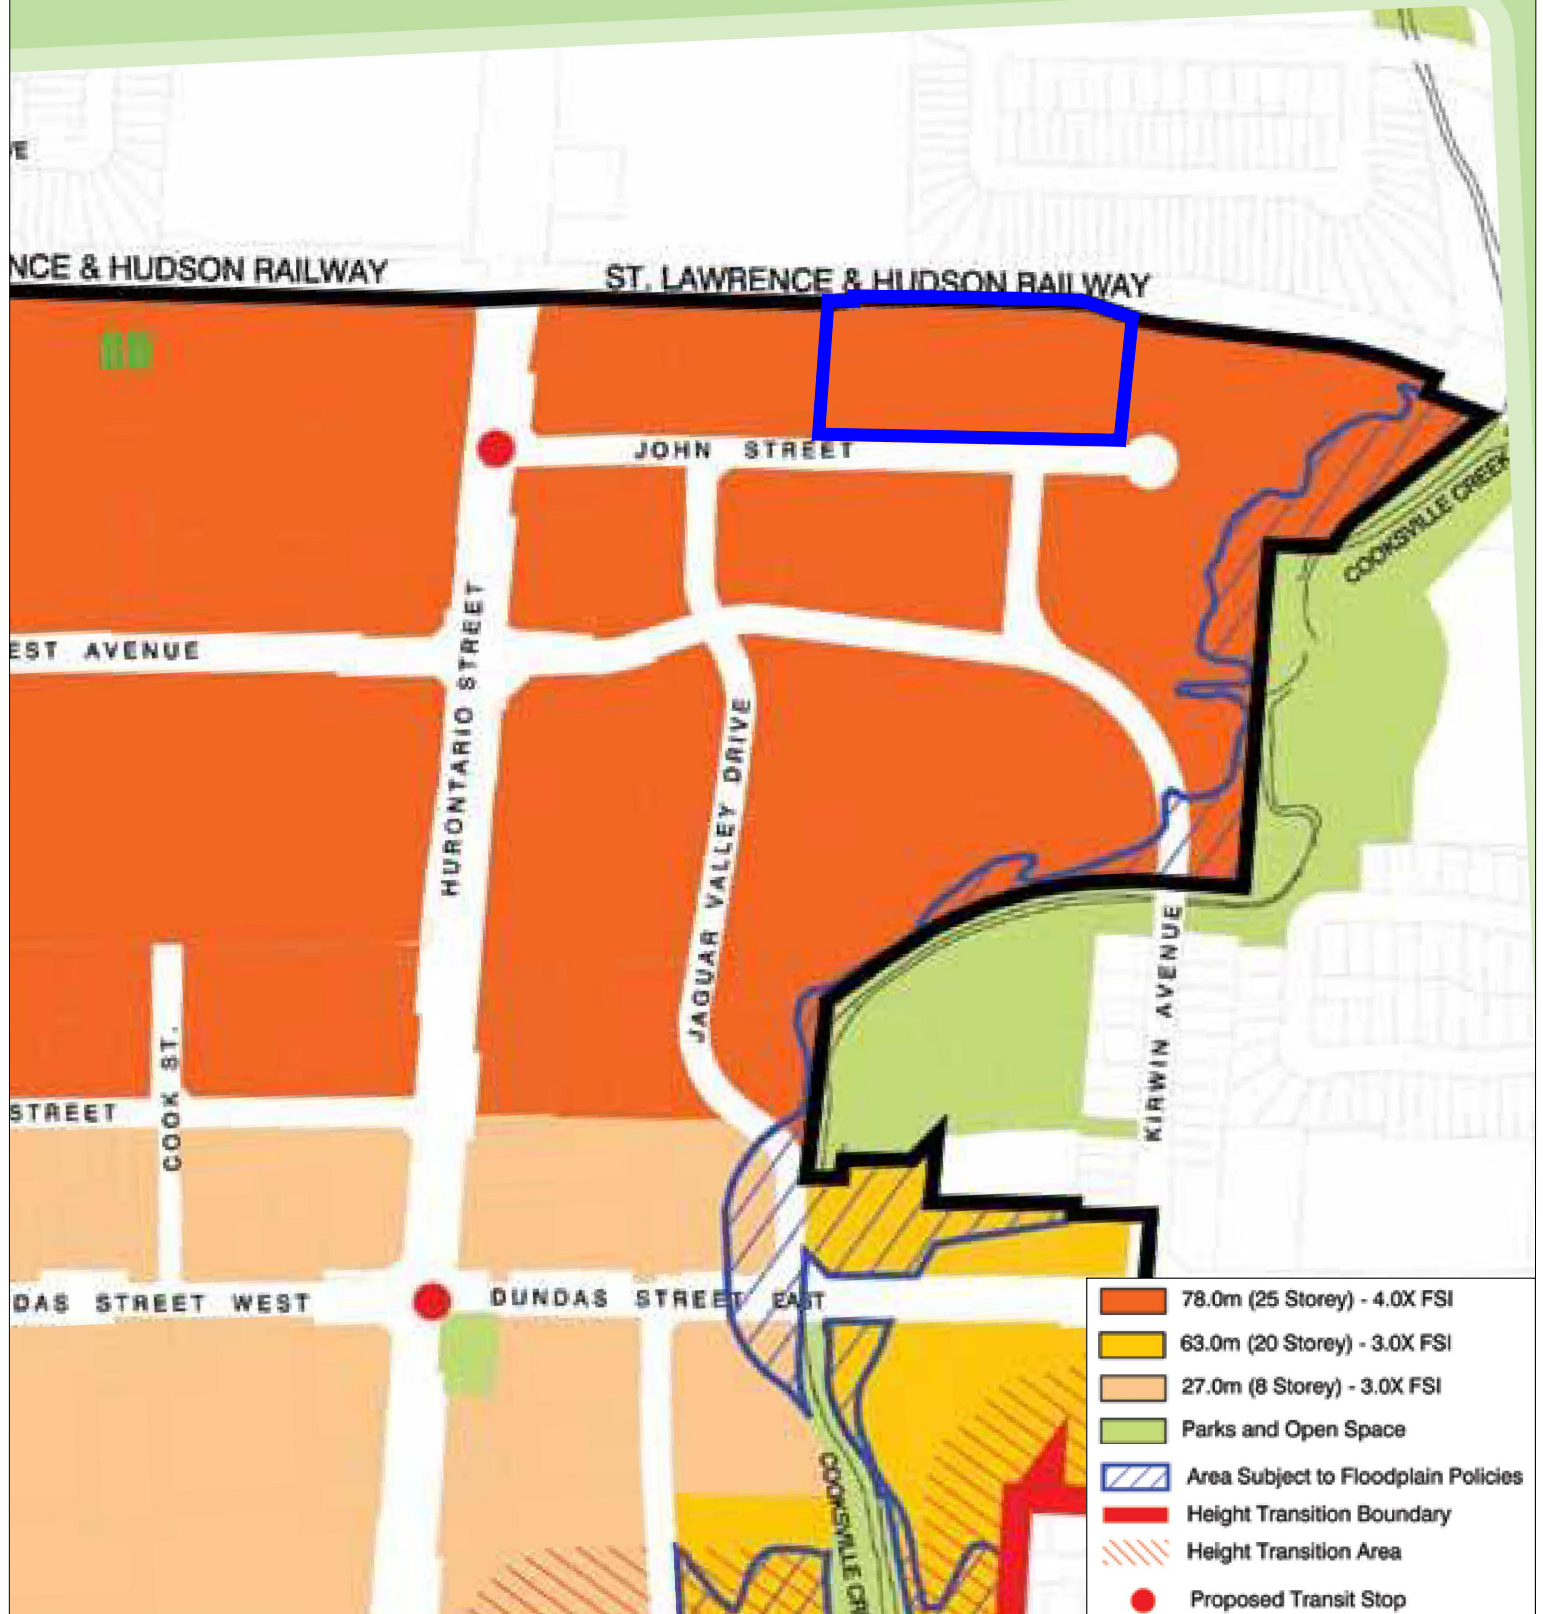 VE
NCE & HUDSON RAILWAY
ST. LAWRENCE & HUDSON RAILWAY
JOHN STREET
COOKSVILLE CREEK
EST AVENUE
HURONTARIO STREET
JAGUAR VALLEY DRIVE
KIRWIN AVENUE
STREET
COOK ST.
DAS STREET WEST
DUNDAS STREET EAST
COOKSVILLE CR
78.0m (25 Storey) - 4.0X FSI
63.0m (20 Storey) - 3.0X FSI
27.0m (8 Storey) - 3.0X FSI
Parks and Open Space
Area Subject to Floodplain Policies
Height Transition Boundary
Height Transition Area
Proposed Transit Stop